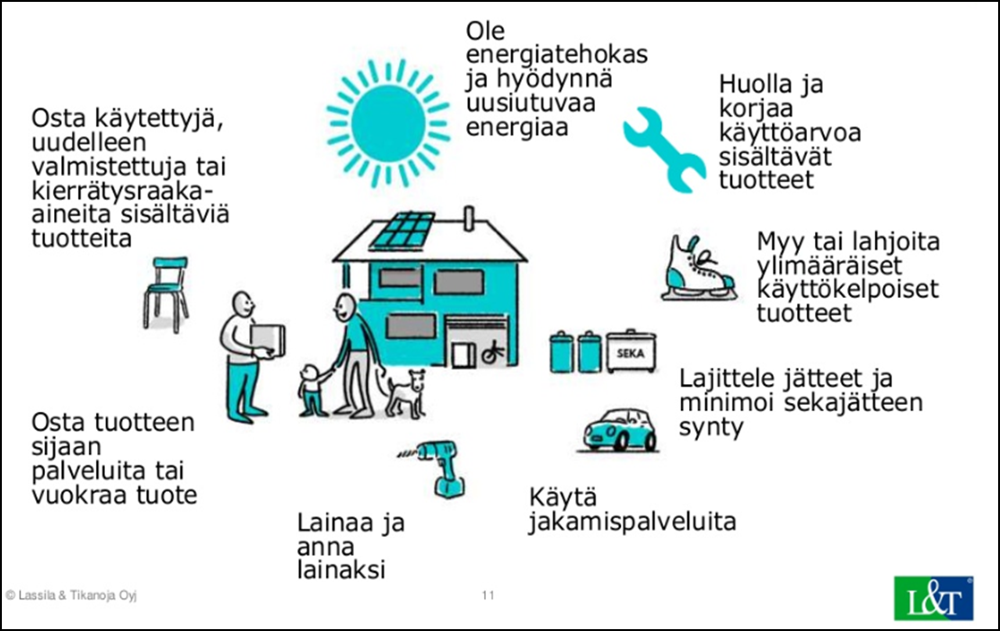 Ole
energiatehokas
ja hyödynnä
uusiutuvaa
energiaa
Huolla ja
korjaa
käyttöarvoa
sisältävät
tuotteet
Osta käytettyjä,
uudelleen
valmistettuja tai
kierrätysraaka-
aineita sisältäviä
tuotteita
Myy tai lahjoita
ylimääräiset
käyttökelpoiset
tuotteet
SEKA
Lajittele jätteet ja
minimoi sekajätteen
synty
Osta tuotteen
sijaan
palveluita tai
vuokraa tuote
Käytä
jakamispalveluita
Lainaa ja
anna
lainaksi
© Lassila & Tikanoja Oyj
11
L&T